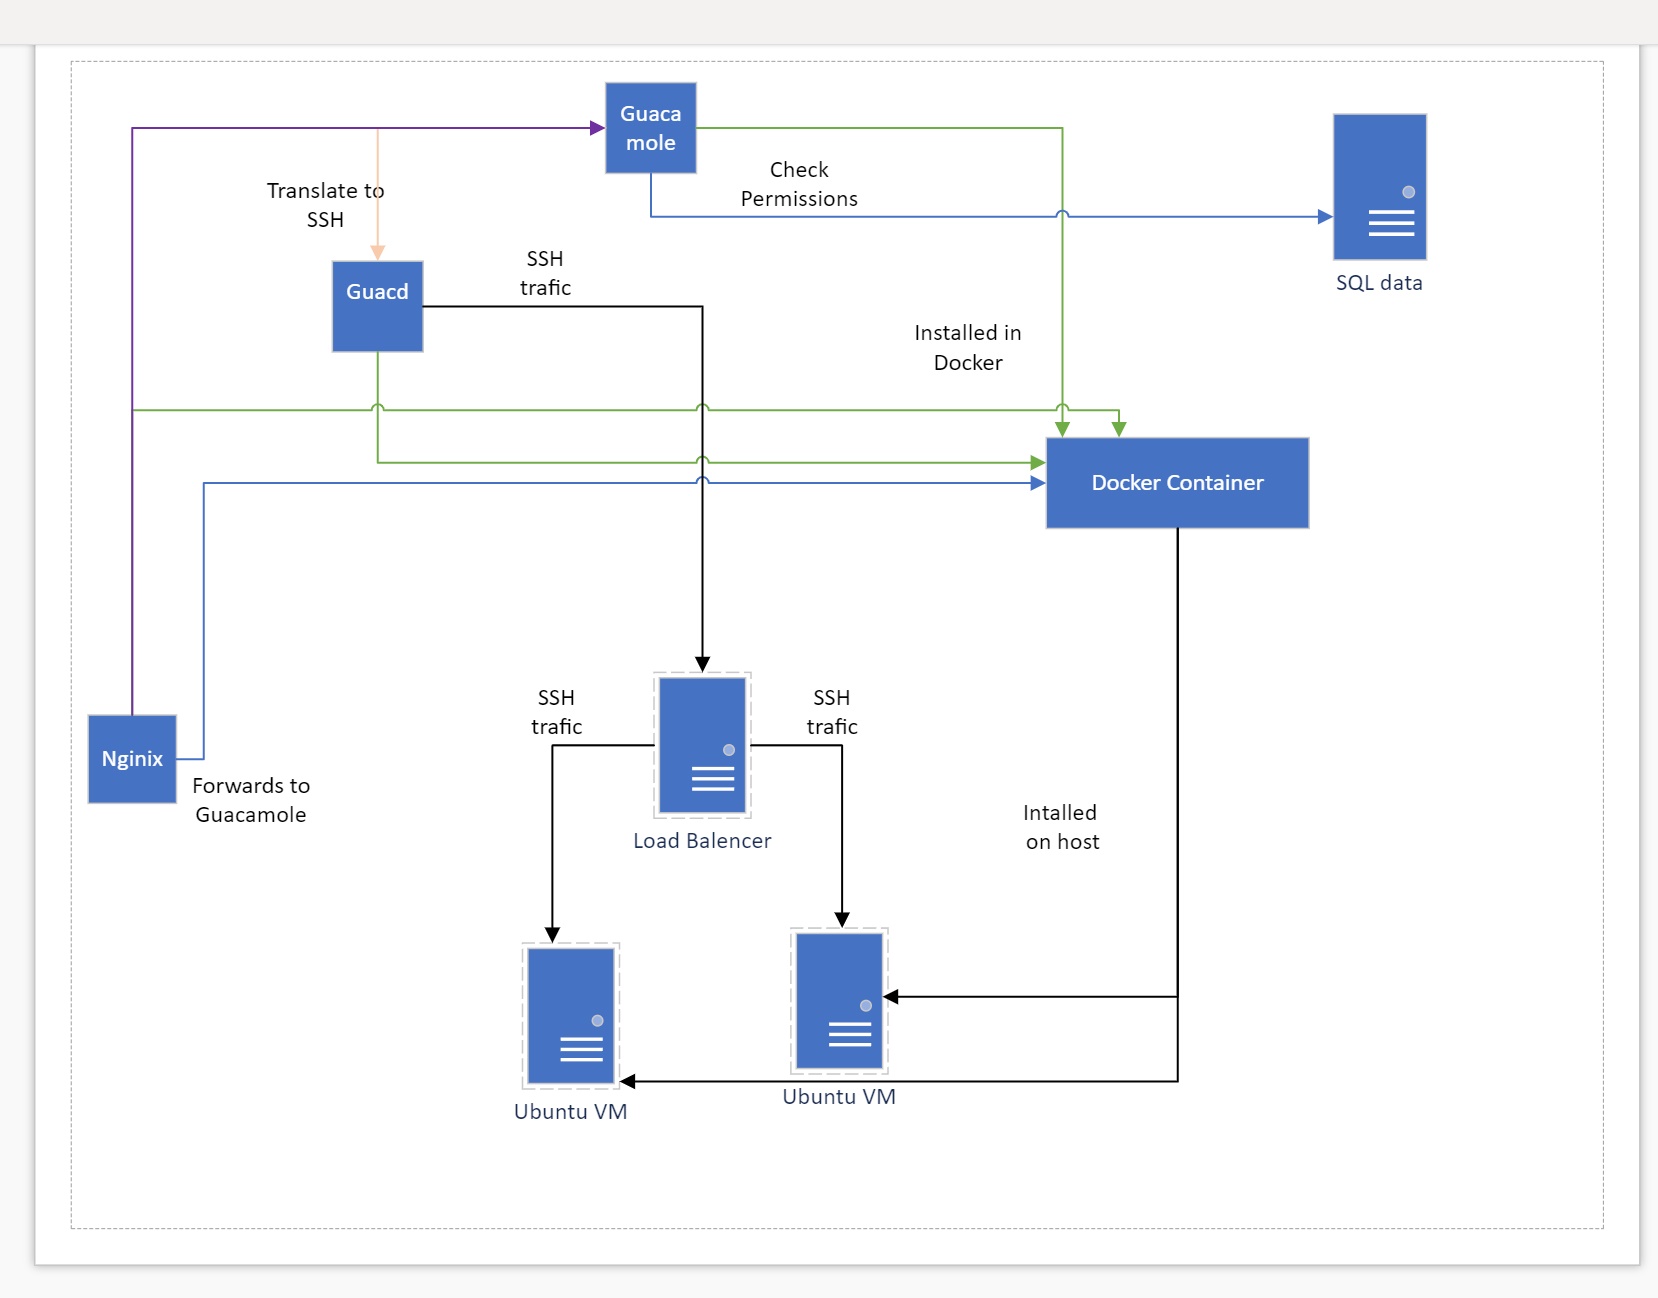 Guaca
mole
Check
Permissions
Translate to
SSH
SQL data
Guacd
SSH
trafic
Installed in
Docker
Docker Container
SSH
trafic
SSH
trafic
Nginix
Forwards to
Guacamole
Load Balencer
Intalled
on host
Ubuntu VM
Ubuntu VM